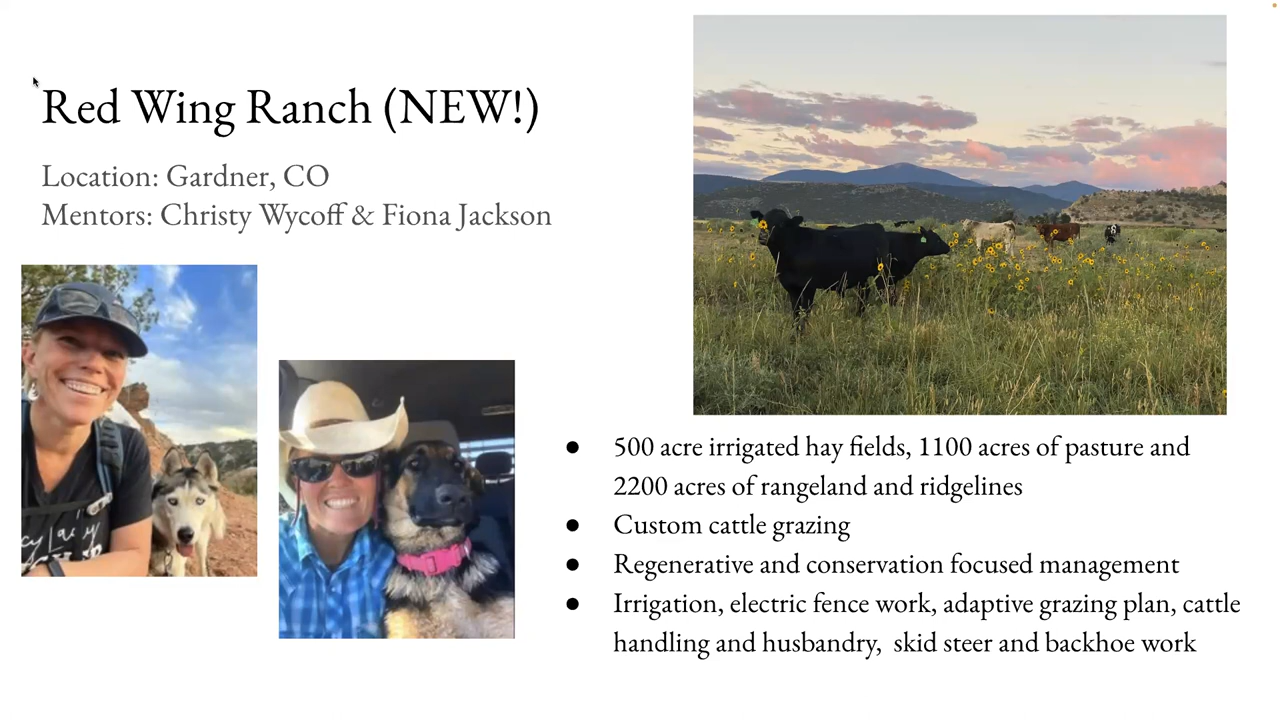 Red Wing Ranch (NEW!)
Location: Gardner, CO
Mentors: Christy Wycoff & Fiona Jackson
● 500 acre irrigated hay fields, 1100 acres of pasture and
2200 acres of rangeland and ridgelines
● Custom cattle grazing
● Regenerative and conservation focused management
● Irrigation, electric fence work, adaptive grazing plan, cattle
handling and husbandry, skid steer and backhoe work